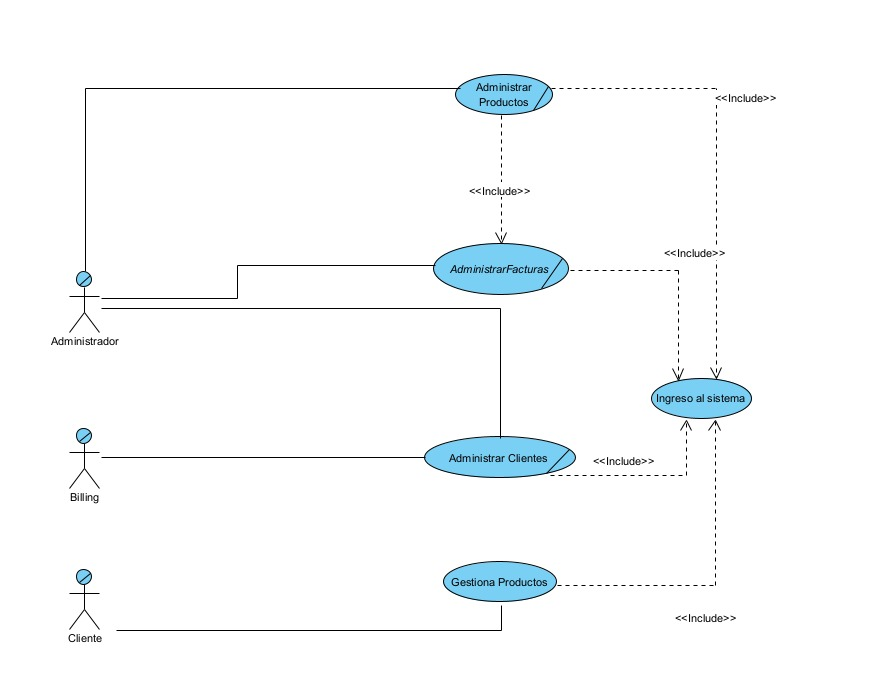 Administrar
Productos
<<Include>>
<<Include>>
<<Include>>
AdministrarFacturas
Administrador
Ingreso al sistema
Administrar Clientes
<<Include>>
Billing
Gestiona Productos
<<Include>>
Cliente